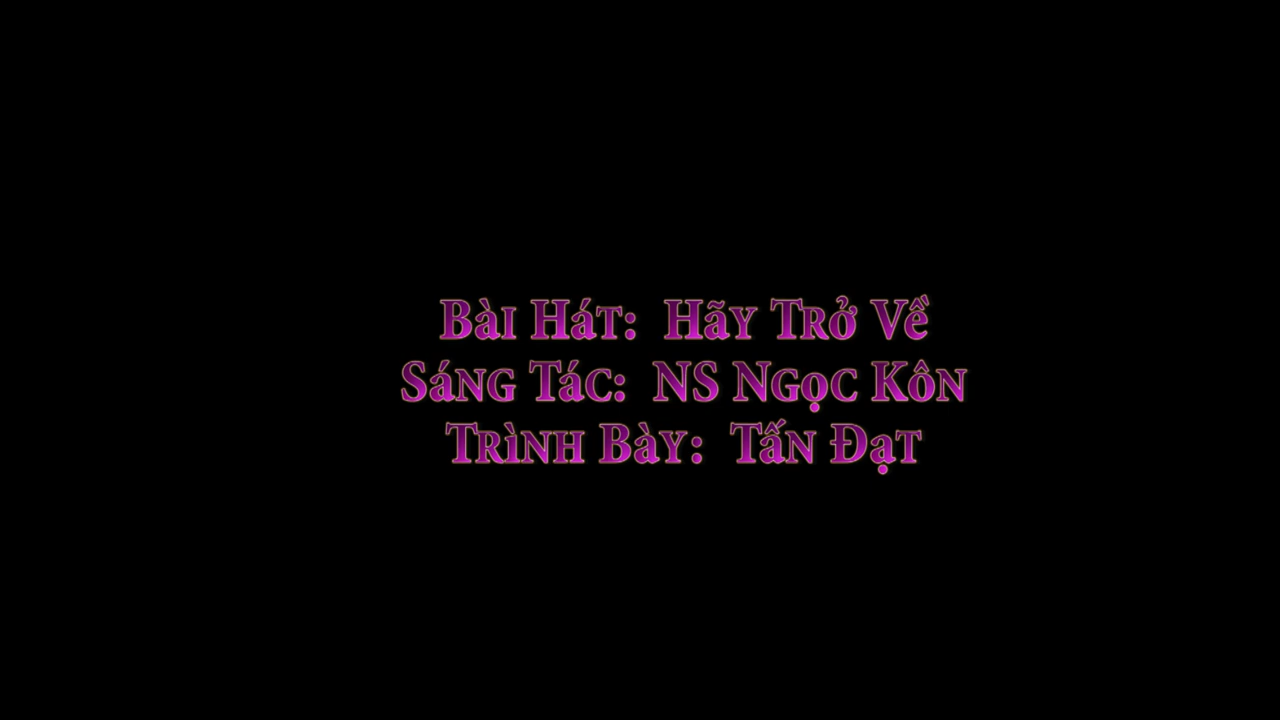 Bài Hát: Hãy Trở Về
Sáng Tác: NS Ngọc Kôn
Trình Bày: Tấn Đạt